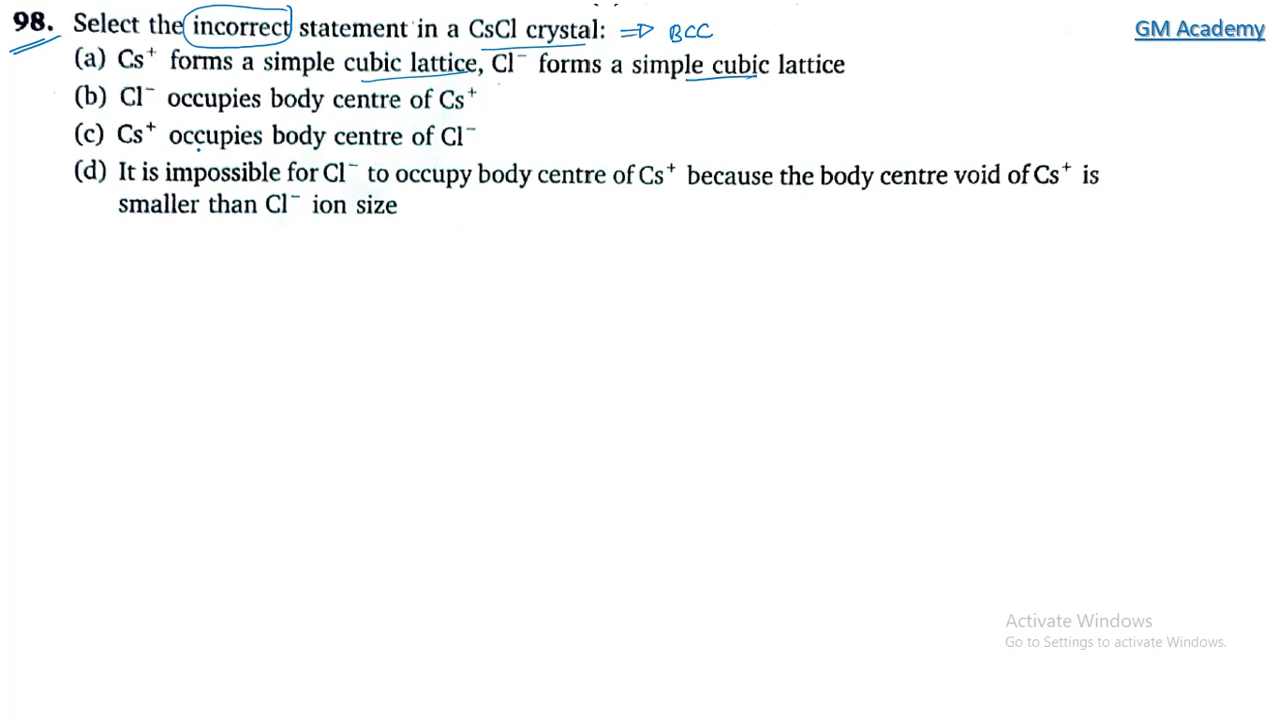 98. Select the incorrect statement in a CsCl crystal: ⇒ BCC
GM Academy
(a) Cs⁺ forms a simple cubic lattice, Cl⁻ forms a simple cubic lattice
(b) Cl⁻ occupies body centre of Cs⁺
(c) Cs⁺ occupies body centre of Cl⁻
(d) It is impossible for Cl⁻ to occupy body centre of Cs⁺ because the body centre void of Cs⁺ is
smaller than Cl⁻ ion size
Activate Windows
Go to Settings to activate Windows.